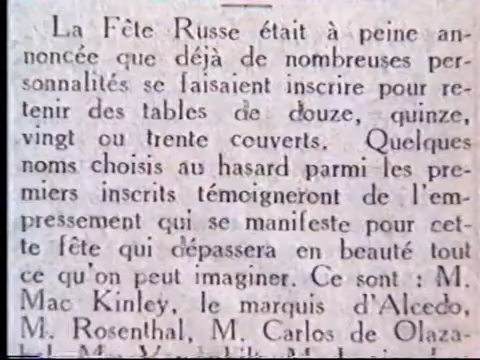 La Fête Russe était à peine an-
noncée que déjà de nombreuses per-
sonnalités se faisaient inscrire pour re-
tenir des tables de douze, quinze,
vingt ou trente couverts. Quelques
noms choisis au hasard parmi les pre-
miers inscrits témoigneront de l'em-
pressement qui se manifeste pour cet-
te fête qui dépassera en beauté tout
ce qu'on peut imaginer. Ce sont : M.
Mac Kinley, le marquis d'Alcedo,
M. Rosenthal, M. Carlos de Olaza-